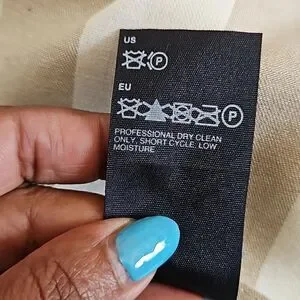 US
P
EU
P
PROFESSIONAL DRY CLEAN
ONLY, SHORT CYCLE, LOW
MOISTURE